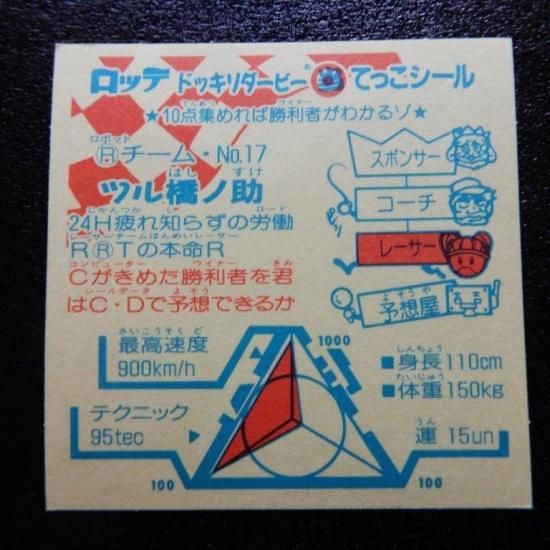 ロッテ ドッキリダービー 当てっこシール
★10点集めれば勝利者がわかるゾ★
Ⓡチーム・No.17
ツル橋ノ助
24H疲れ知らずの労働
RⓇTの本命R
Cがきめた勝利者を君
はC・Dで予想できるか
スポンサー
コーチ
レーサー
予想屋
最高速度
900km/h
テクニック
95tec
1000
100
100
■身長110cm
■体重150kg
運 15un